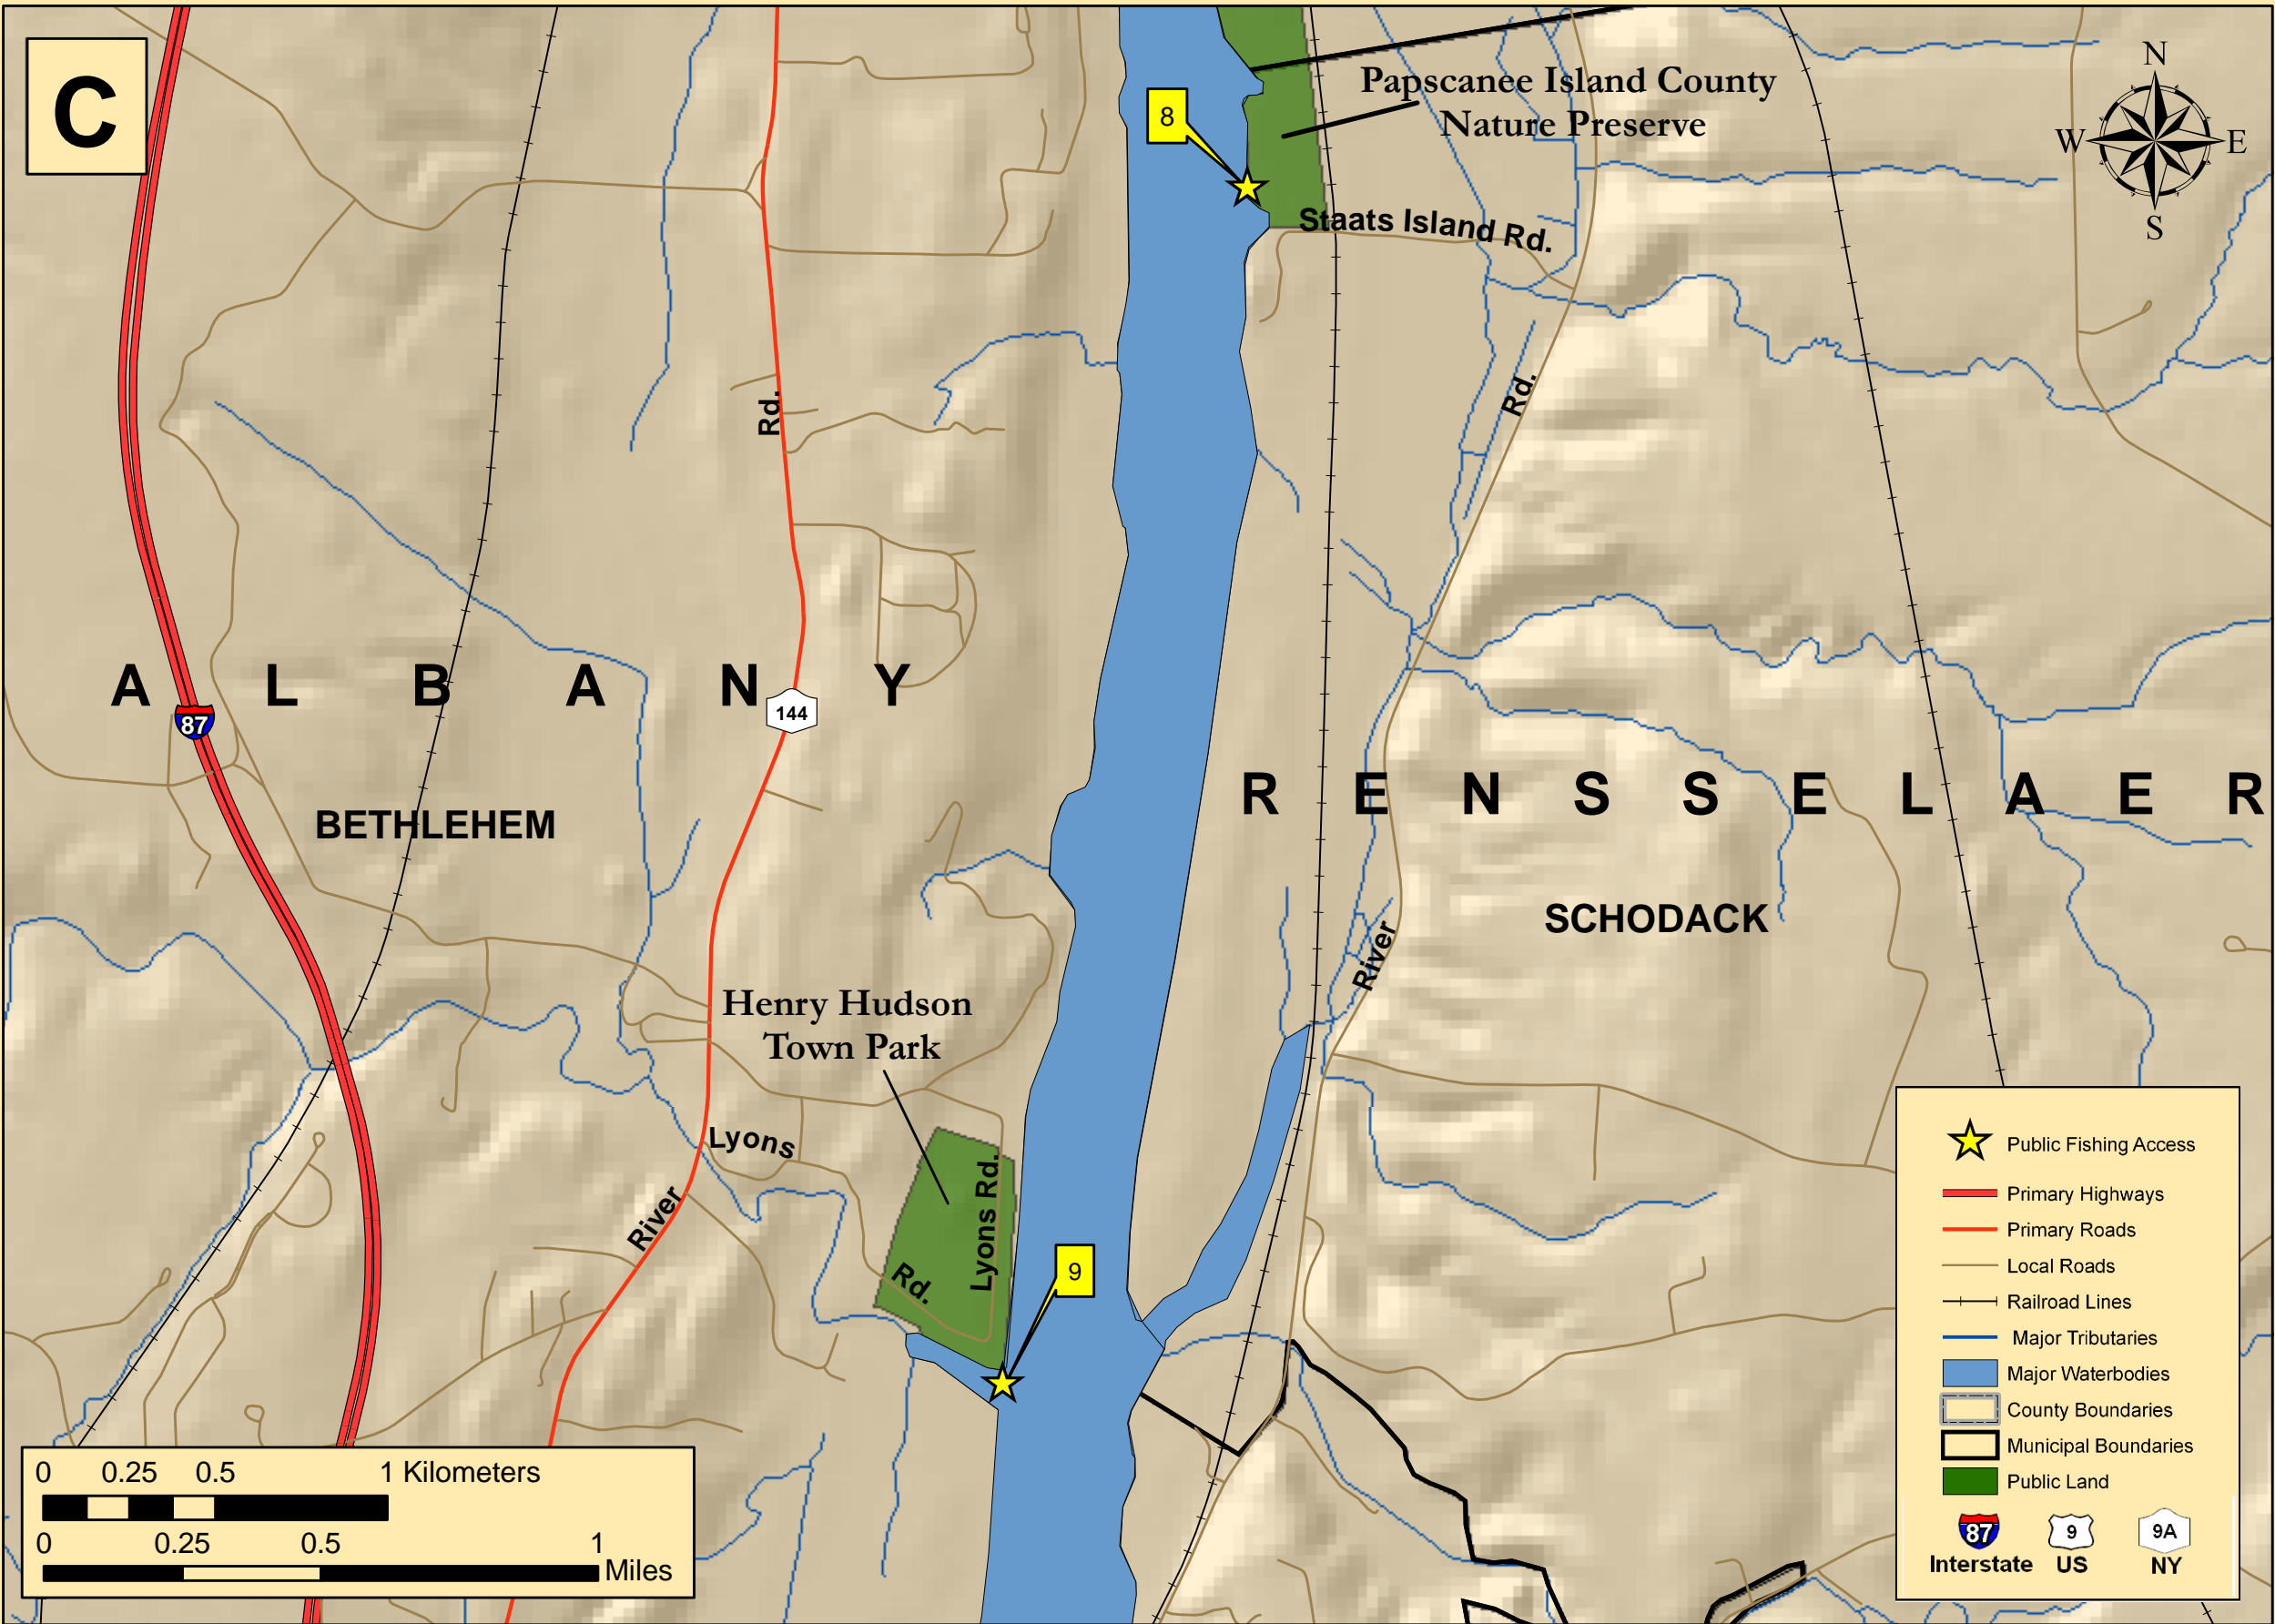 C
N
W E
S
8
Papscanee Island County
Nature Preserve
Staats Island Rd.
Rd.
Rd.
A L B A N Y
144
87
R E N S S E L A E R
BETHLEHEM
SCHODACK
River
Henry Hudson
Town Park
Lyons
Lyons Rd.
River
Rd.
9
Public Fishing Access
Primary Highways
Primary Roads
Local Roads
Railroad Lines
Major Tributaries
Major Waterbodies
County Boundaries
Municipal Boundaries
Public Land
87 9 9A
Interstate US NY
0 0.25 0.5 1 Kilometers
0 0.25 0.5 1
Miles